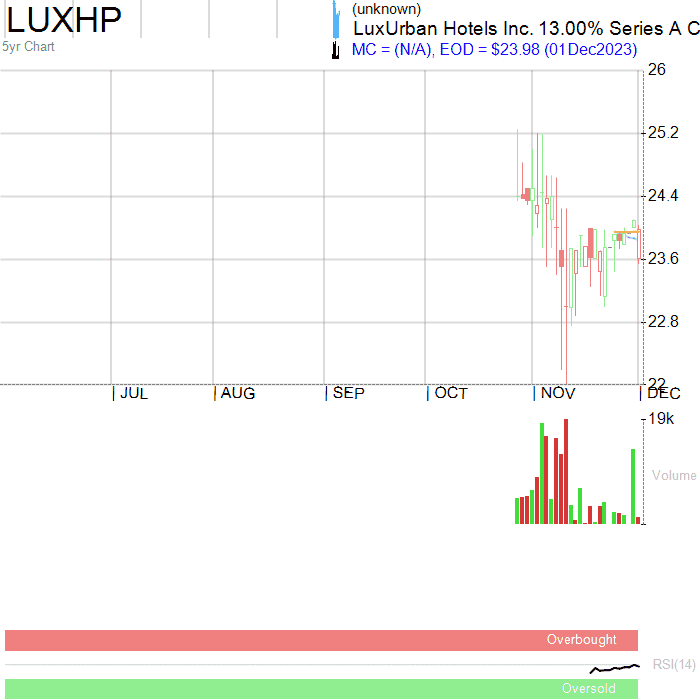 LUXHP
(unknown)
LuxUrban Hotels Inc. 13.00% Series A C
5yr Chart
MC = (N/A), EOD = $23.98 (01Dec2023)
26
25.2
24.4
23.6
22.8
22
JUL
AUG
SEP
OCT
NOV
DEC
19k
Volume
Overbought
RSI(14)
Oversold